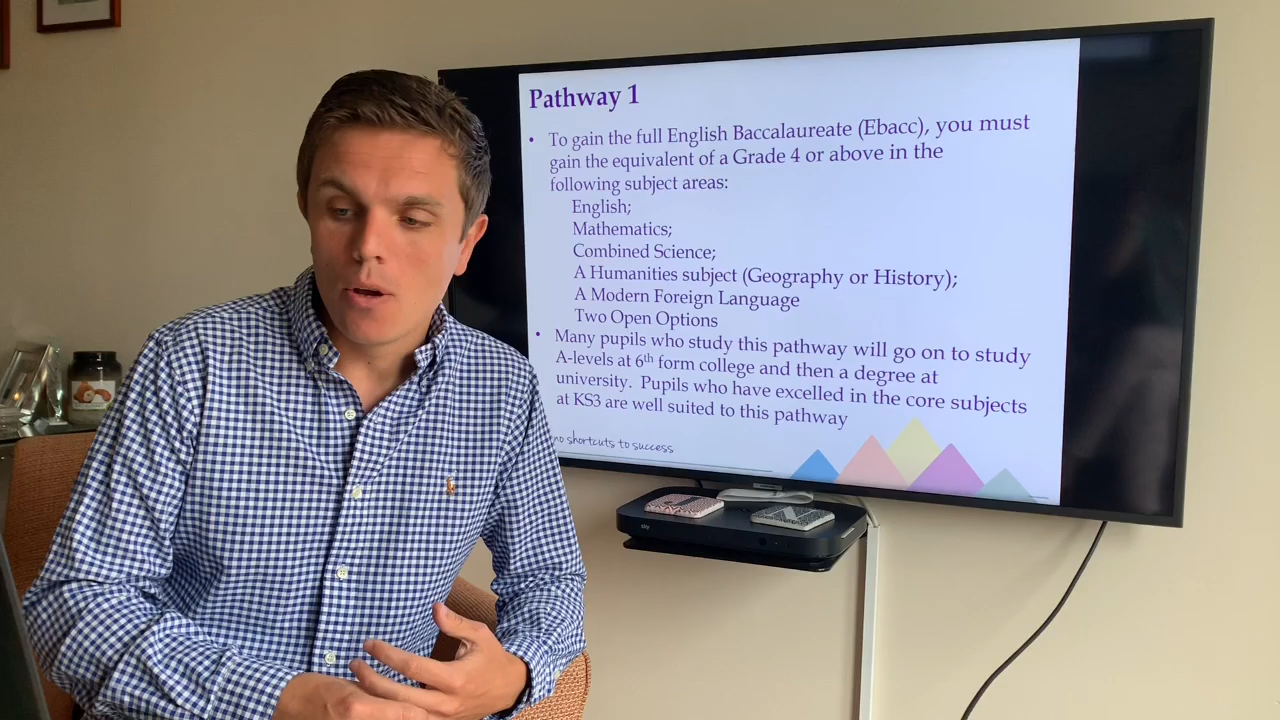 Pathway 1
• To gain the full English Baccalaureate (Ebacc), you must
gain the equivalent of a Grade 4 or above in the
following subject areas:
English;
Mathematics;
Combined Science;
A Humanities subject (Geography or History);
A Modern Foreign Language
Two Open Options
• Many pupils who study this pathway will go on to study
A-levels at 6th form college and then a degree at
university. Pupils who have excelled in the core subjects
at KS3 are well suited to this pathway
no shortcuts to success
sky